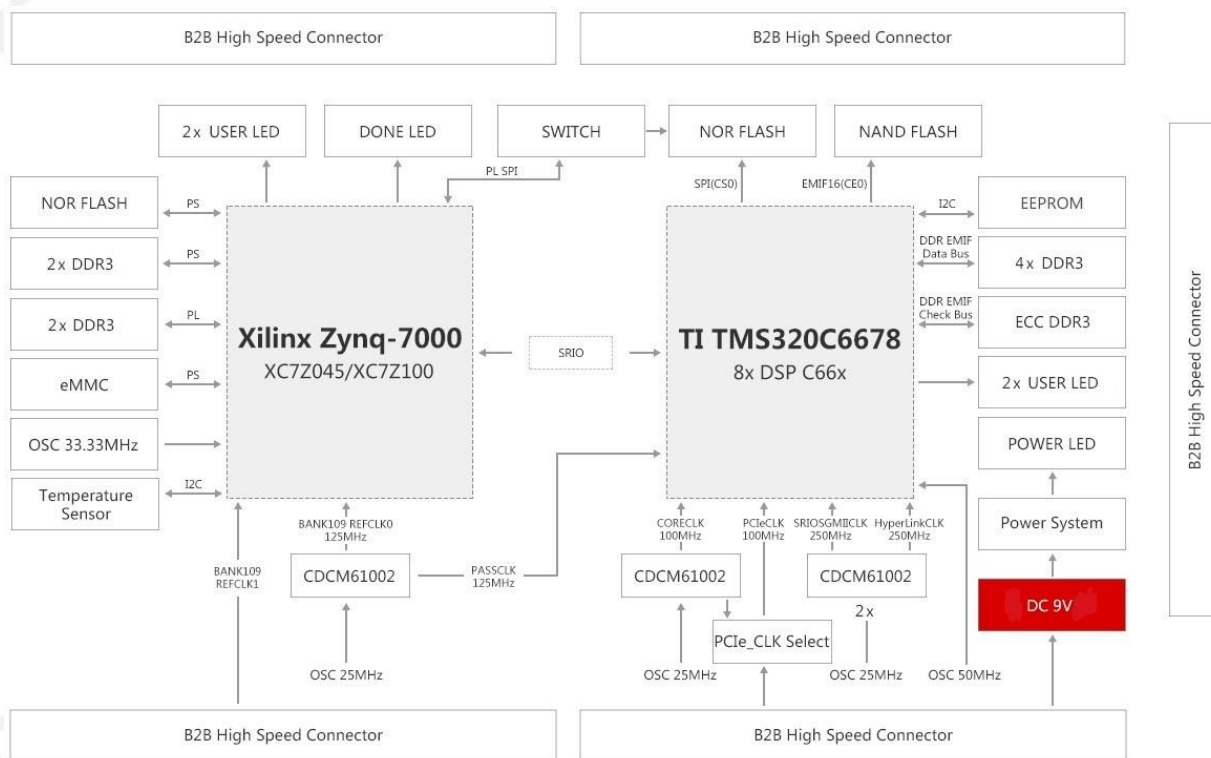 B2B High Speed Connector
B2B High Speed Connector
2x USER LED
DONE LED
SWITCH
NOR FLASH
NAND FLASH
PL SPI
SPI(CS0)
EMIF16(CE0)
NOR FLASH
PS
2x DDR3
PS
2x DDR3
PL
eMMC
PS
OSC 33.33MHz
Temperature
Sensor
I2C
Xilinx Zynq-7000
XC7Z045/XC7Z100
SRIO
TI TMS320C6678
8x DSP C66x
I2C
EEPROM
DDR EMIF
Data Bus
4x DDR3
DDR EMIF
Check Bus
ECC DDR3
2x USER LED
POWER LED
Power System
DC 9V
B2B High Speed Connector
BANK109 REFCLK0
125MHz
BANK109
REFCLK1
CDCM61002
PASSCLK
125MHz
OSC 25MHz
CORECLK
100MHz
PCIeCLK
100MHz
SRIOSGMIICLK
250MHz
HyperLinkCLK
250MHz
CDCM61002
CDCM61002
2x
PCIe_CLK Select
OSC 25MHz
OSC 25MHz
OSC 50MHz
B2B High Speed Connector
B2B High Speed Connector